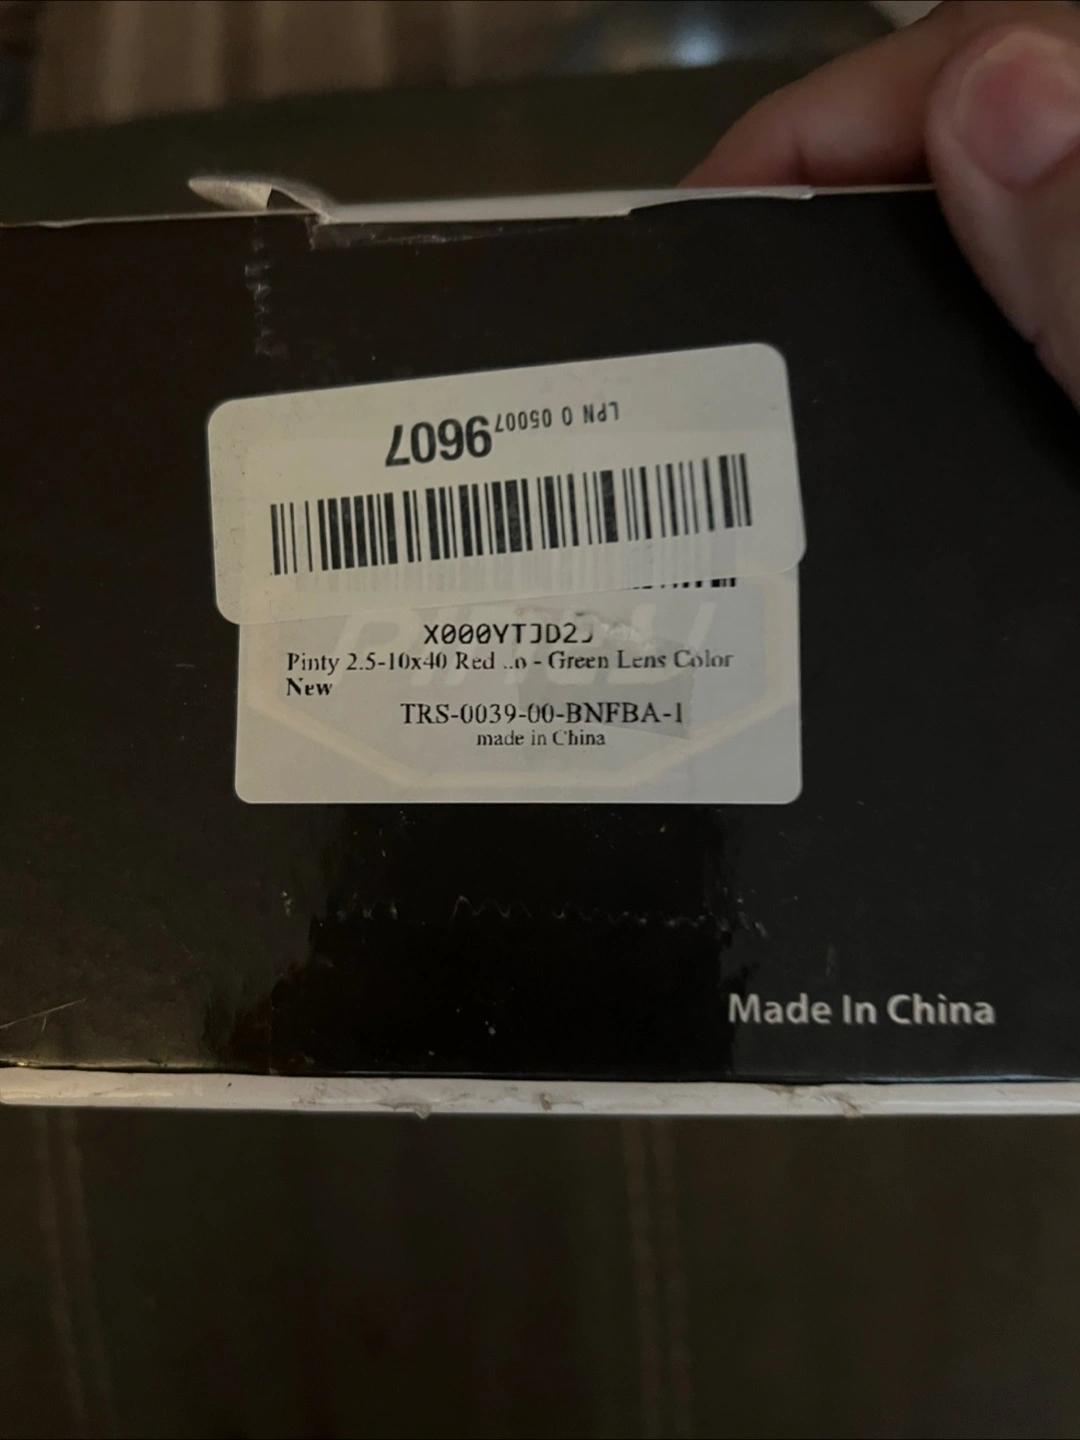 LPN 0 05007 9607
X000YTJD2J
Pinty 2.5-10x40 Red ...o - Green Lens Color
New
TRS-0039-00-BNFBA-1
made in China
Made In China